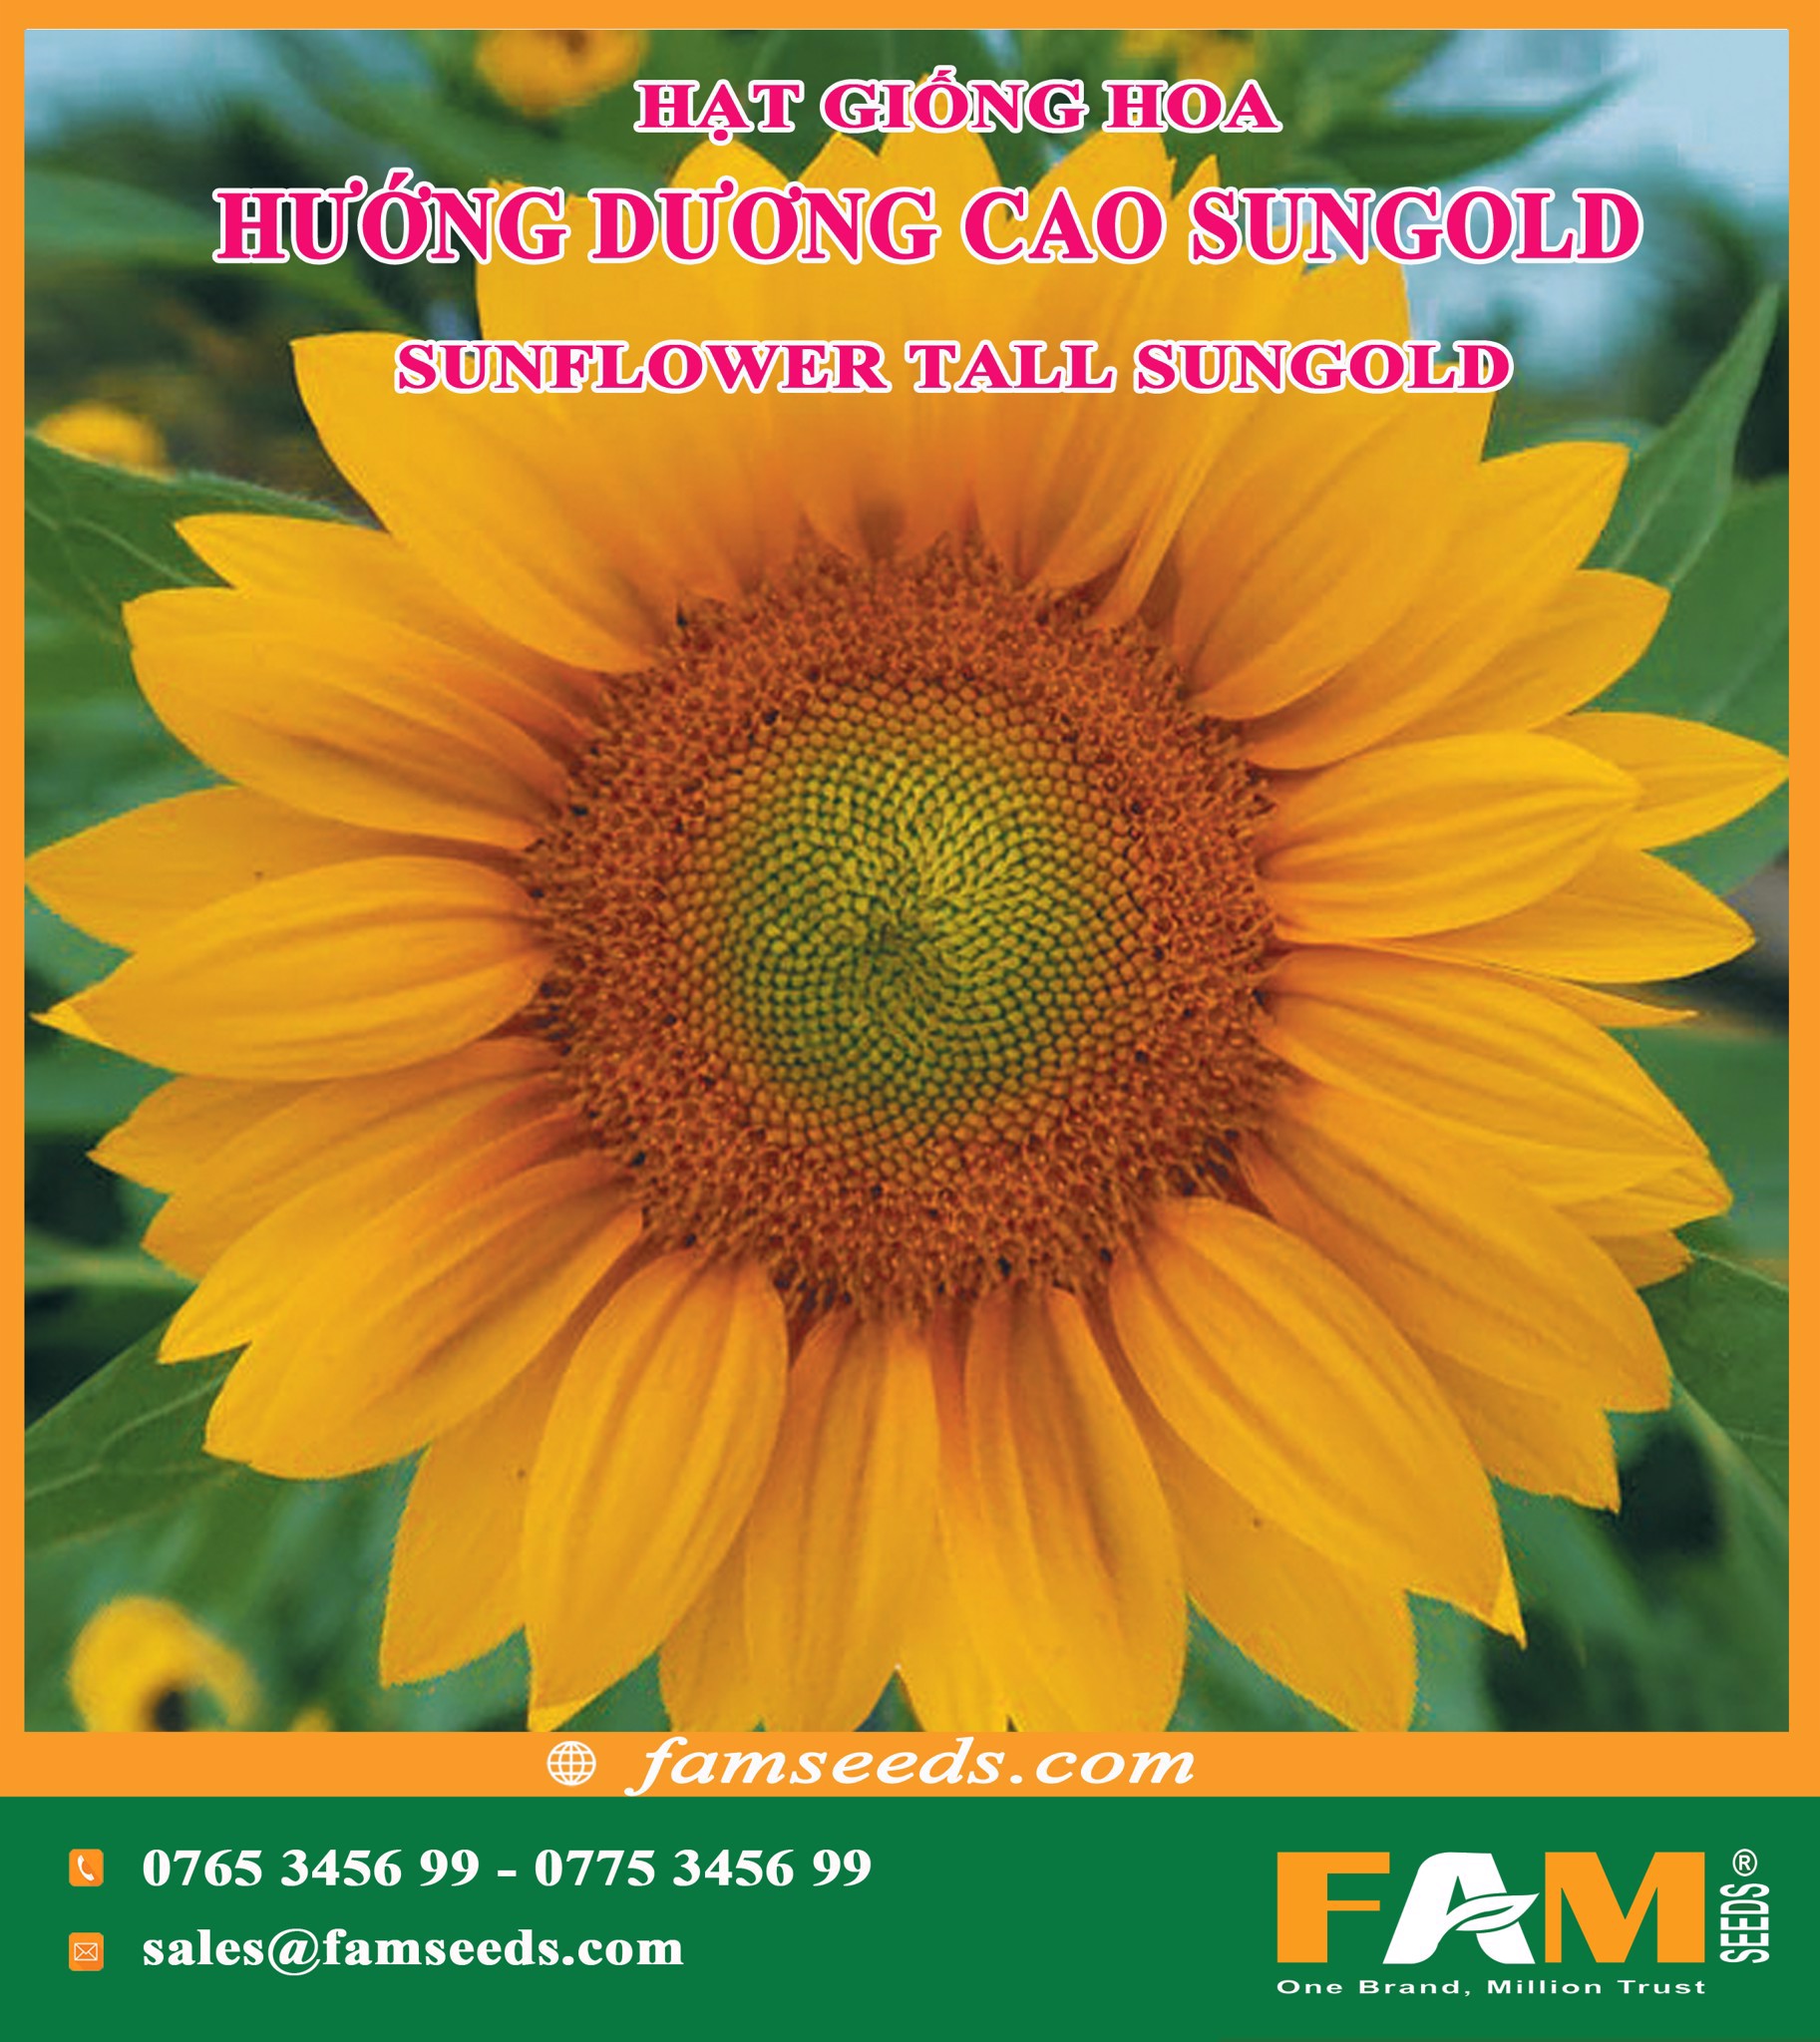 HẠT GIỐNG HOA
HƯỚNG DƯƠNG CAO SUNGOLD
SUNFLOWER TALL SUNGOLD
famseeds.com
0765 3456 99 - 0775 3456 99
sales@famseeds.com
FAM SEEDS®
One Brand, Million Trust